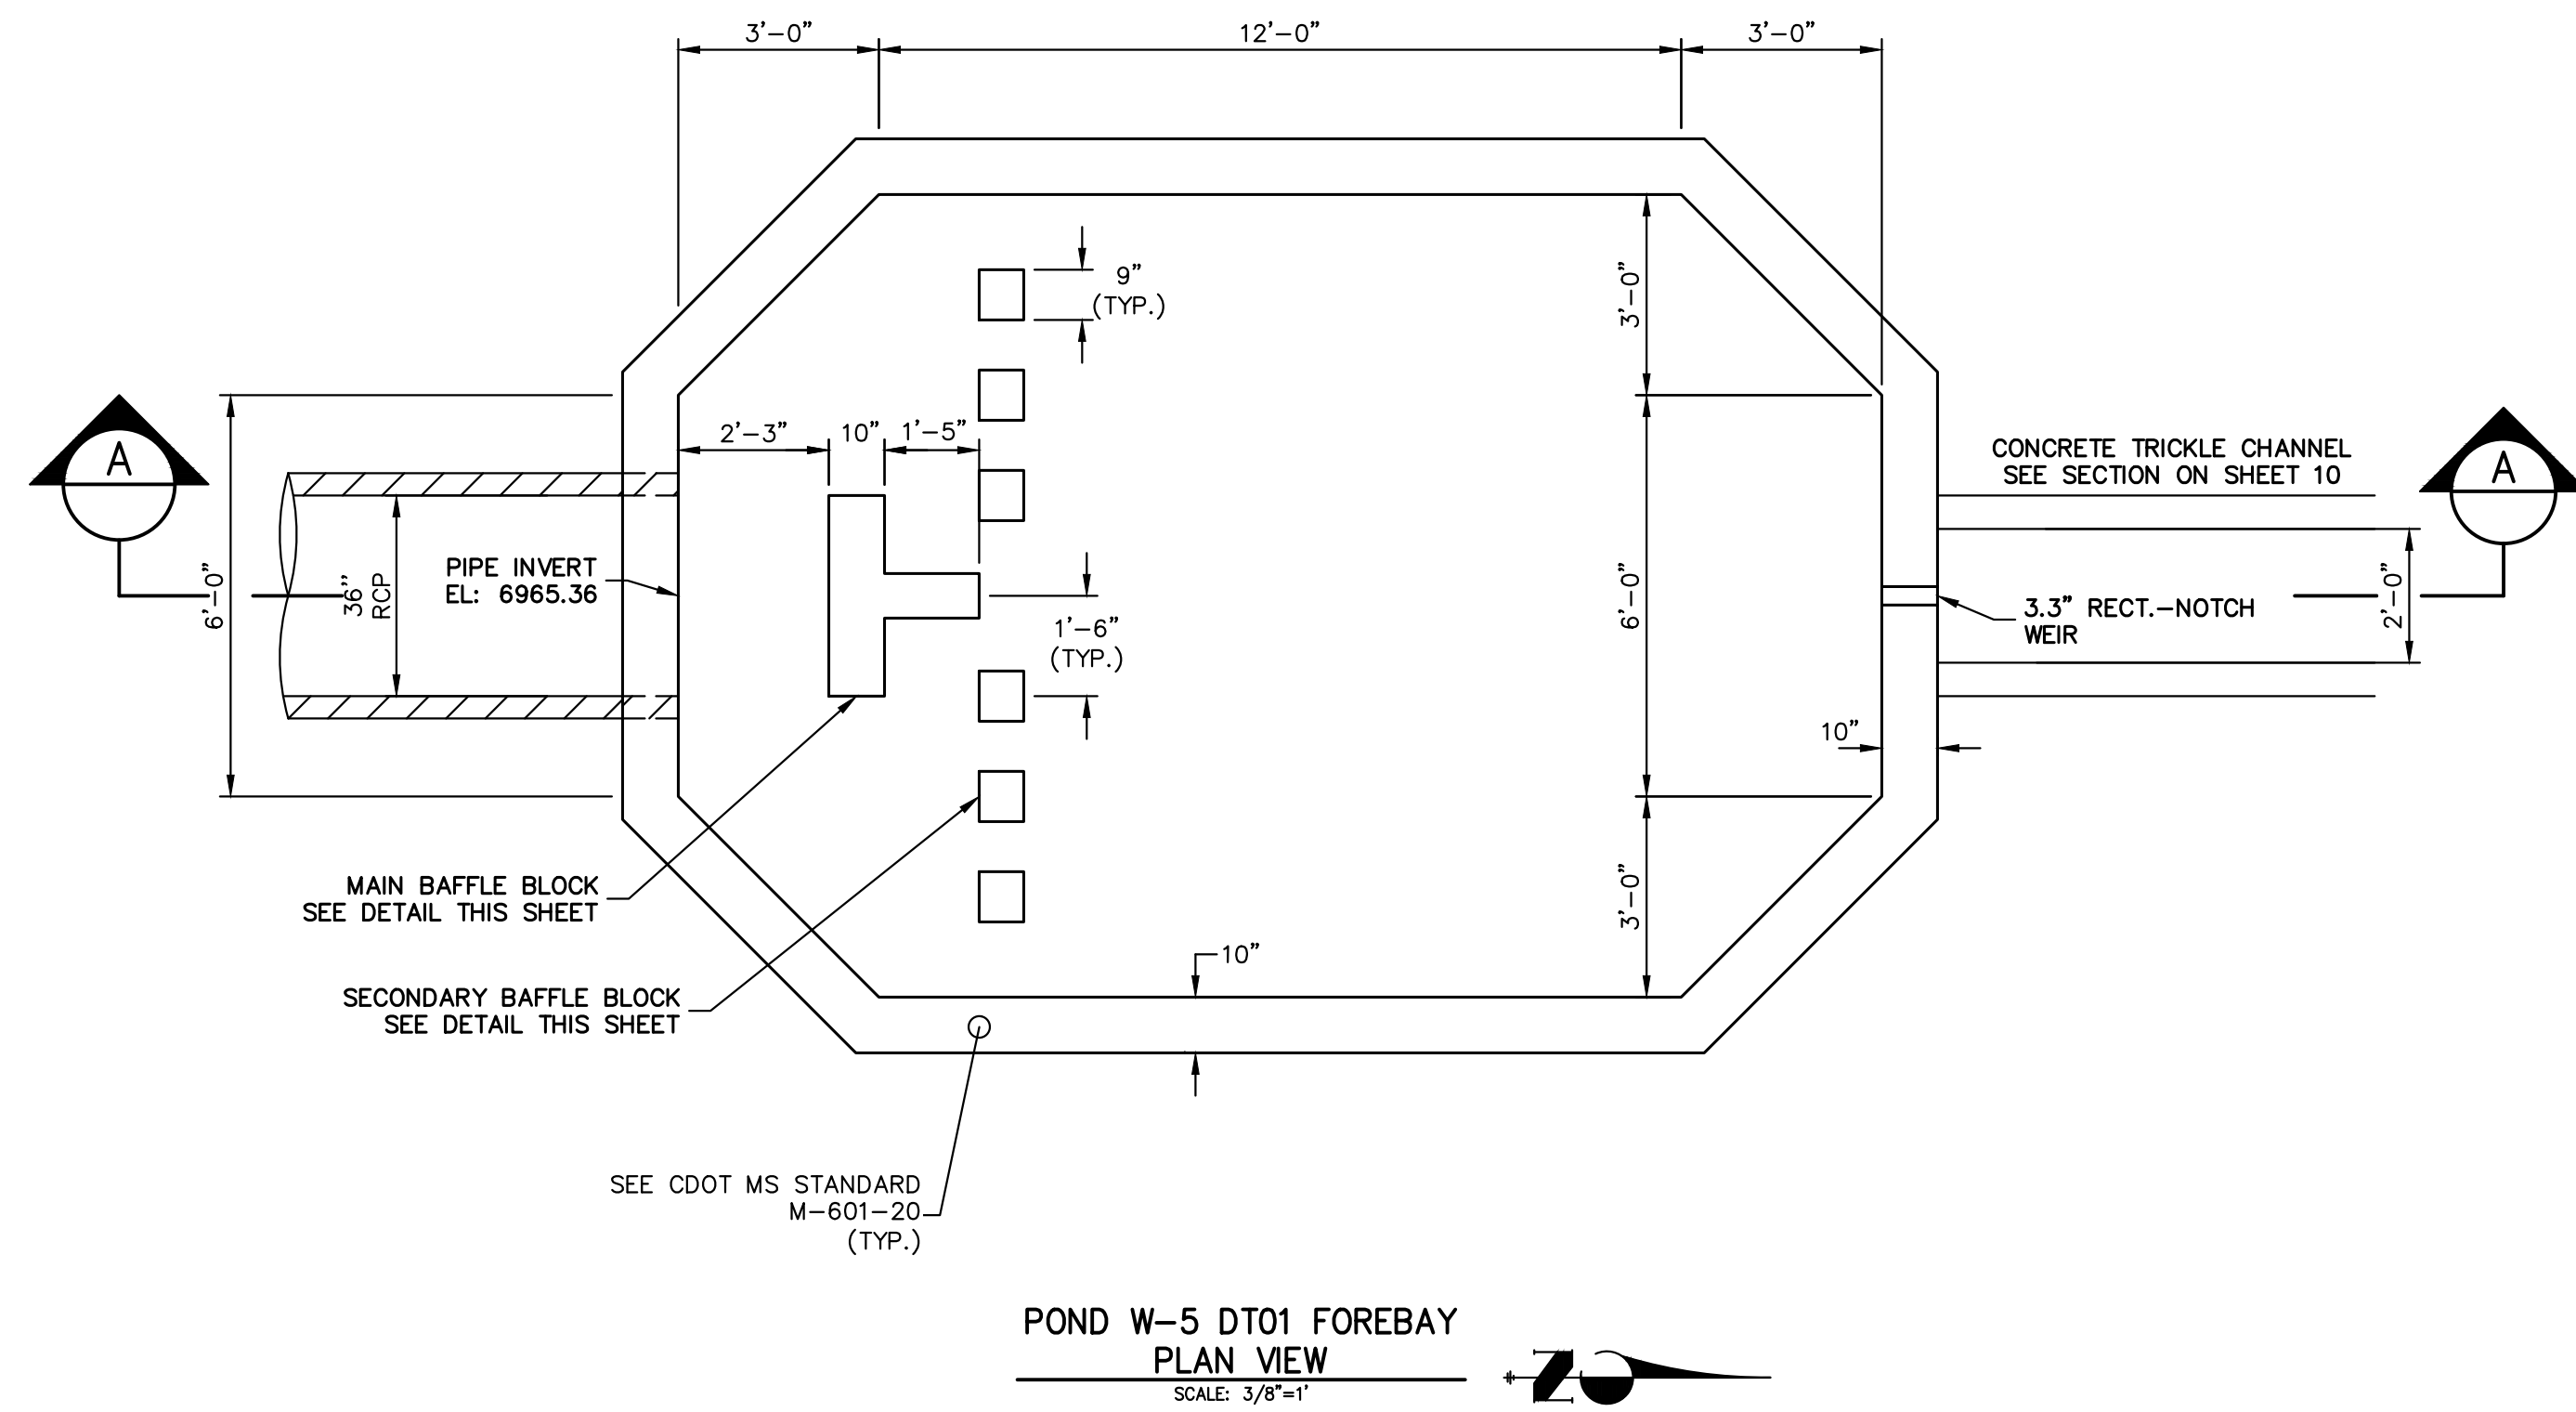 3'-0"
12'-0"
3'-0"
9"
(TYP.)
3'-0"
2'-3"
10"
1'-5"
A
CONCRETE TRICKLE CHANNEL
SEE SECTION ON SHEET 10
A
6'-0"
36"
RCP
PIPE INVERT
EL: 6965.36
1'-6"
(TYP.)
6'-0"
3.3" RECT.-NOTCH
WEIR
2'-0"
10"
MAIN BAFFLE BLOCK
SEE DETAIL THIS SHEET
3'-0"
10"
SECONDARY BAFFLE BLOCK
SEE DETAIL THIS SHEET
SEE CDOT MS STANDARD
M-601-20
(TYP.)
POND W-5 DT01 FOREBAY
PLAN VIEW
SCALE: 3/8"=1'
N